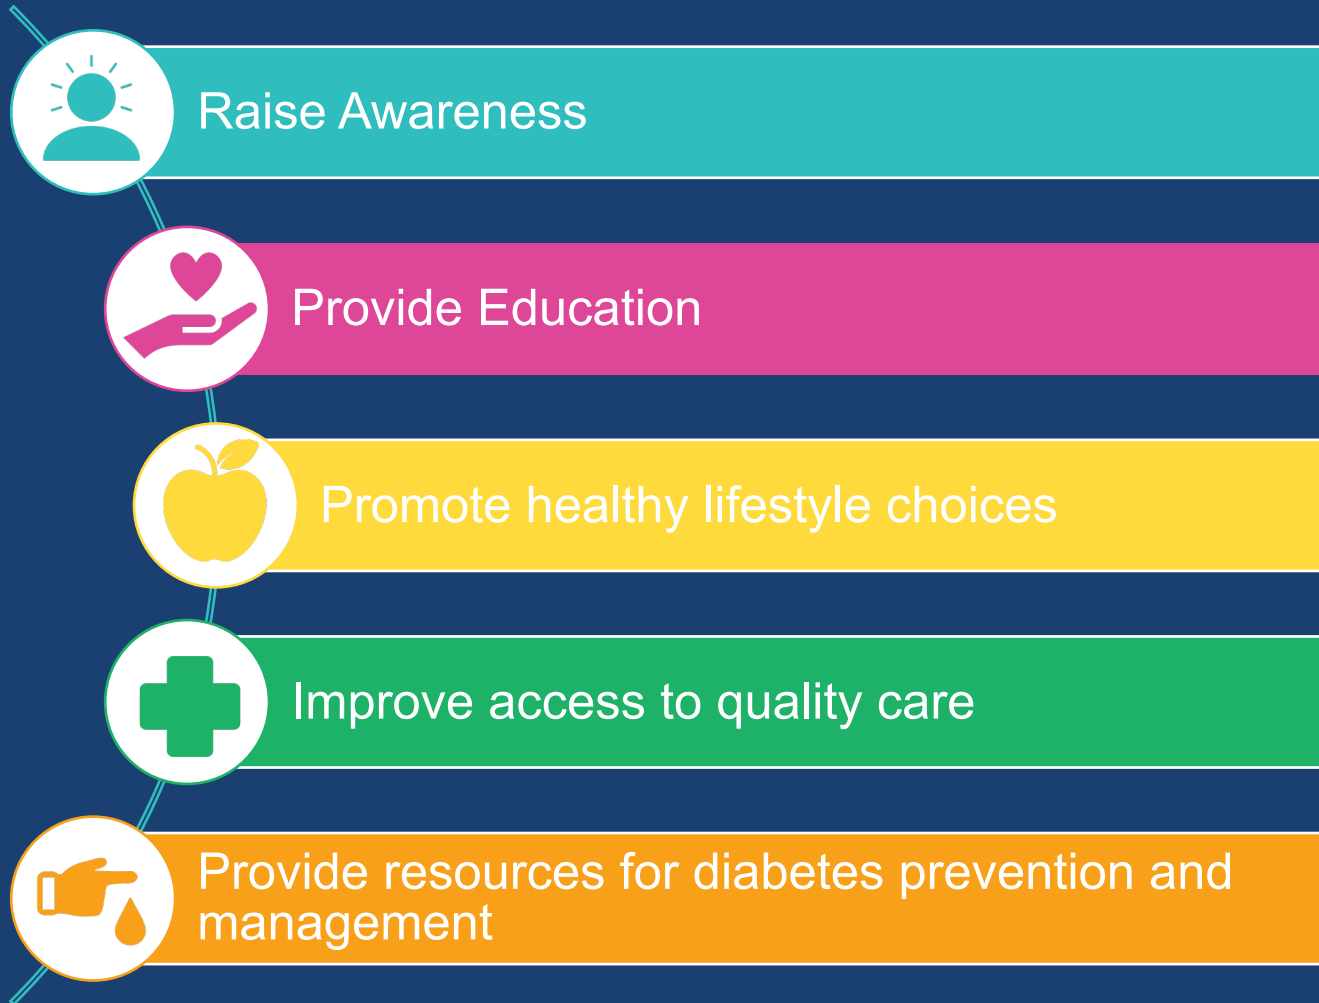 Raise Awareness
Provide Education
Promote healthy lifestyle choices
Improve access to quality care
Provide resources for diabetes prevention and
management